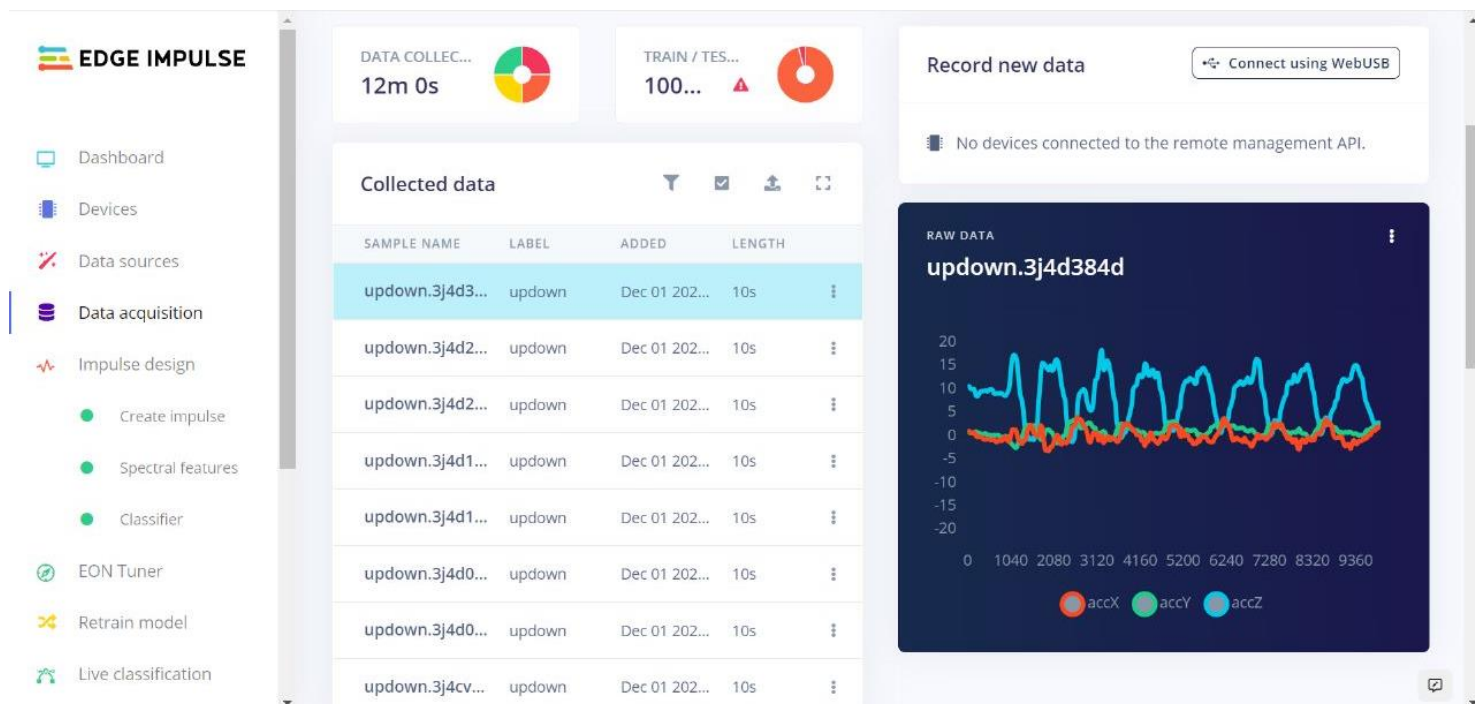 EDGE IMPULSE
Dashboard
Devices
Data sources
Data acquisition
Impulse design
Create impulse
Spectral features
Classifier
EON Tuner
Retrain model
Live classification
DATA COLLEC...
12m 0s
TRAIN / TES...
100...
Collected data
SAMPLE NAME LABEL ADDED LENGTH
updown.3j4d3... updown Dec 01 202... 10s
updown.3j4d2... updown Dec 01 202... 10s
updown.3j4d2... updown Dec 01 202... 10s
updown.3j4d1... updown Dec 01 202... 10s
updown.3j4d1... updown Dec 01 202... 10s
updown.3j4d0... updown Dec 01 202... 10s
updown.3j4d0... updown Dec 01 202... 10s
updown.3j4cv... updown Dec 01 202... 10s
Record new data
Connect using WebUSB
No devices connected to the remote management API.
RAW DATA
updown.3j4d384d
20
15
10
5
0
-5
-10
-15
-20
0 1040 2080 3120 4160 5200 6240 7280 8320 9360
accX accY accZ